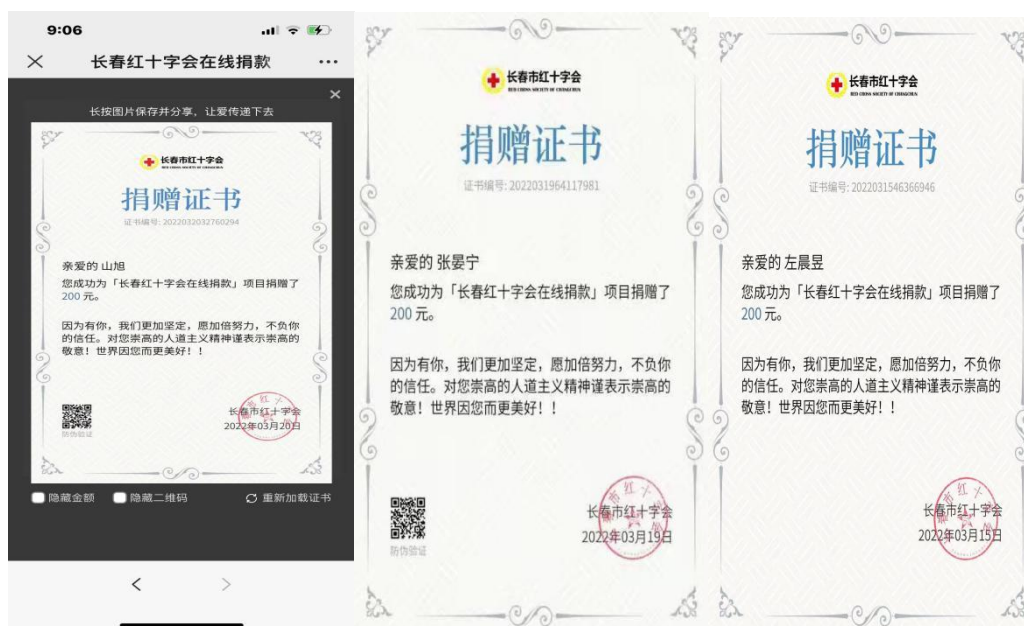 9:06
长春红十字会在线捐款
长按图片保存并分享，让爱传递下去
长春市红十字会
RED CROSS SOCIETY OF CHANGCHUN
捐赠证书
证书编号: 2022032032760294
亲爱的 山旭
您成功为「长春红十字会在线捐款」项目捐赠了
200 元。
因为有你，我们更加坚定，愿加倍努力，不负你
的信任。对您崇高的人道主义精神谨表示崇高的
敬意！世界因您而更美好！！
防伪验证
长春市红十字会
2022年03月20日
隐藏金额
隐藏二维码
重新加载证书
长春市红十字会
RED CROSS SOCIETY OF CHANGCHUN
捐赠证书
证书编号: 2022031964117981
亲爱的 张晏宁
您成功为「长春红十字会在线捐款」项目捐赠了
200 元。
因为有你，我们更加坚定，愿加倍努力，不负你
的信任。对您崇高的人道主义精神谨表示崇高的
敬意！世界因您而更美好！！
防伪验证
长春市红十字会
2022年03月19日
长春市红十字会
RED CROSS SOCIETY OF CHANGCHUN
捐赠证书
证书编号: 2022031546366946
亲爱的 左晨昱
您成功为「长春红十字会在线捐款」项目捐赠了
200 元。
因为有你，我们更加坚定，愿加倍努力，不负你
的信任。对您崇高的人道主义精神谨表示崇高的
敬意！世界因您而更美好！！
长春市红十字会
2022年03月15日